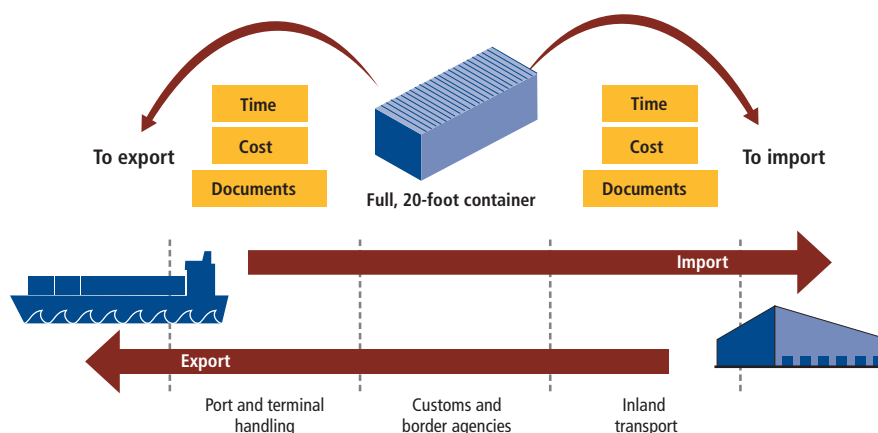 Time
Time
Cost
Cost
To export
To import
Documents
Documents
Full, 20-foot container
Import
Export
Port and terminal
handling
Customs and
border agencies
Inland
transport